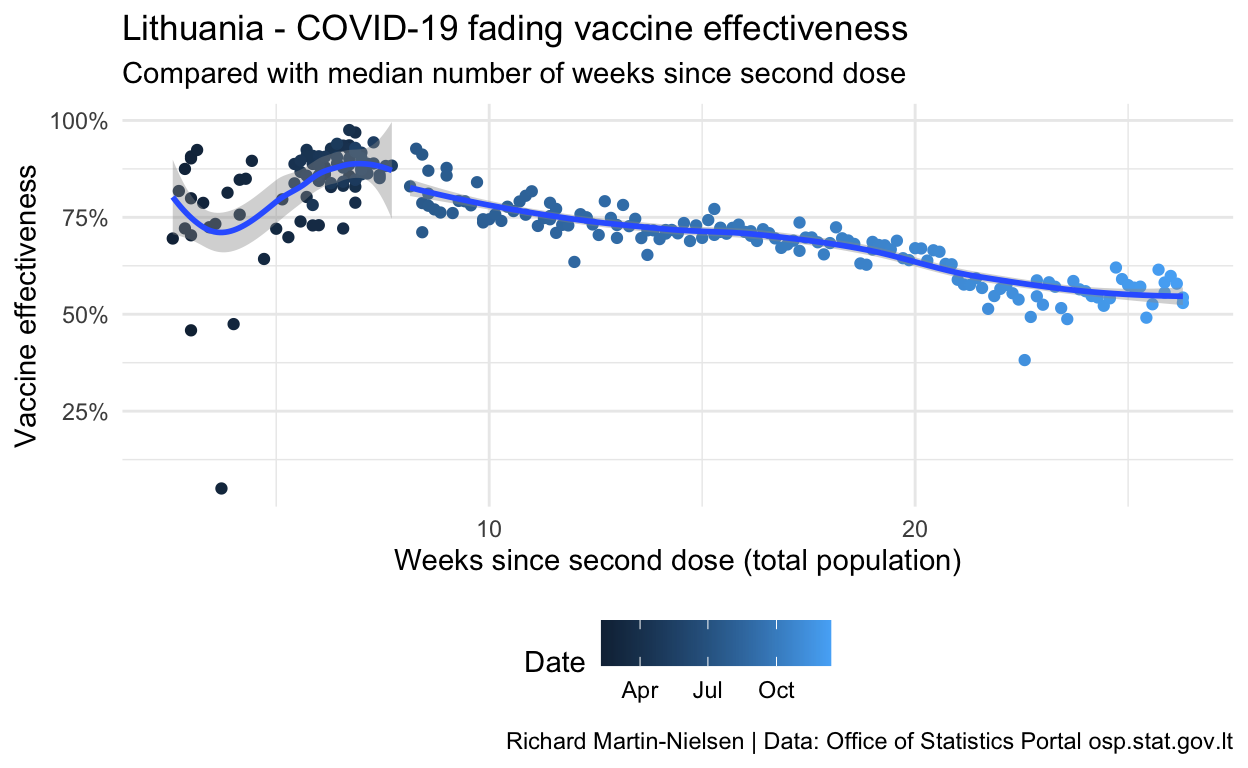 Lithuania - COVID-19 fading vaccine effectiveness
Compared with median number of weeks since second dose
Vaccine effectiveness
100%
75%
50%
25%
10 20
Weeks since second dose (total population)
Date
Apr Jul Oct
Richard Martin-Nielsen | Data: Office of Statistics Portal osp.stat.gov.lt